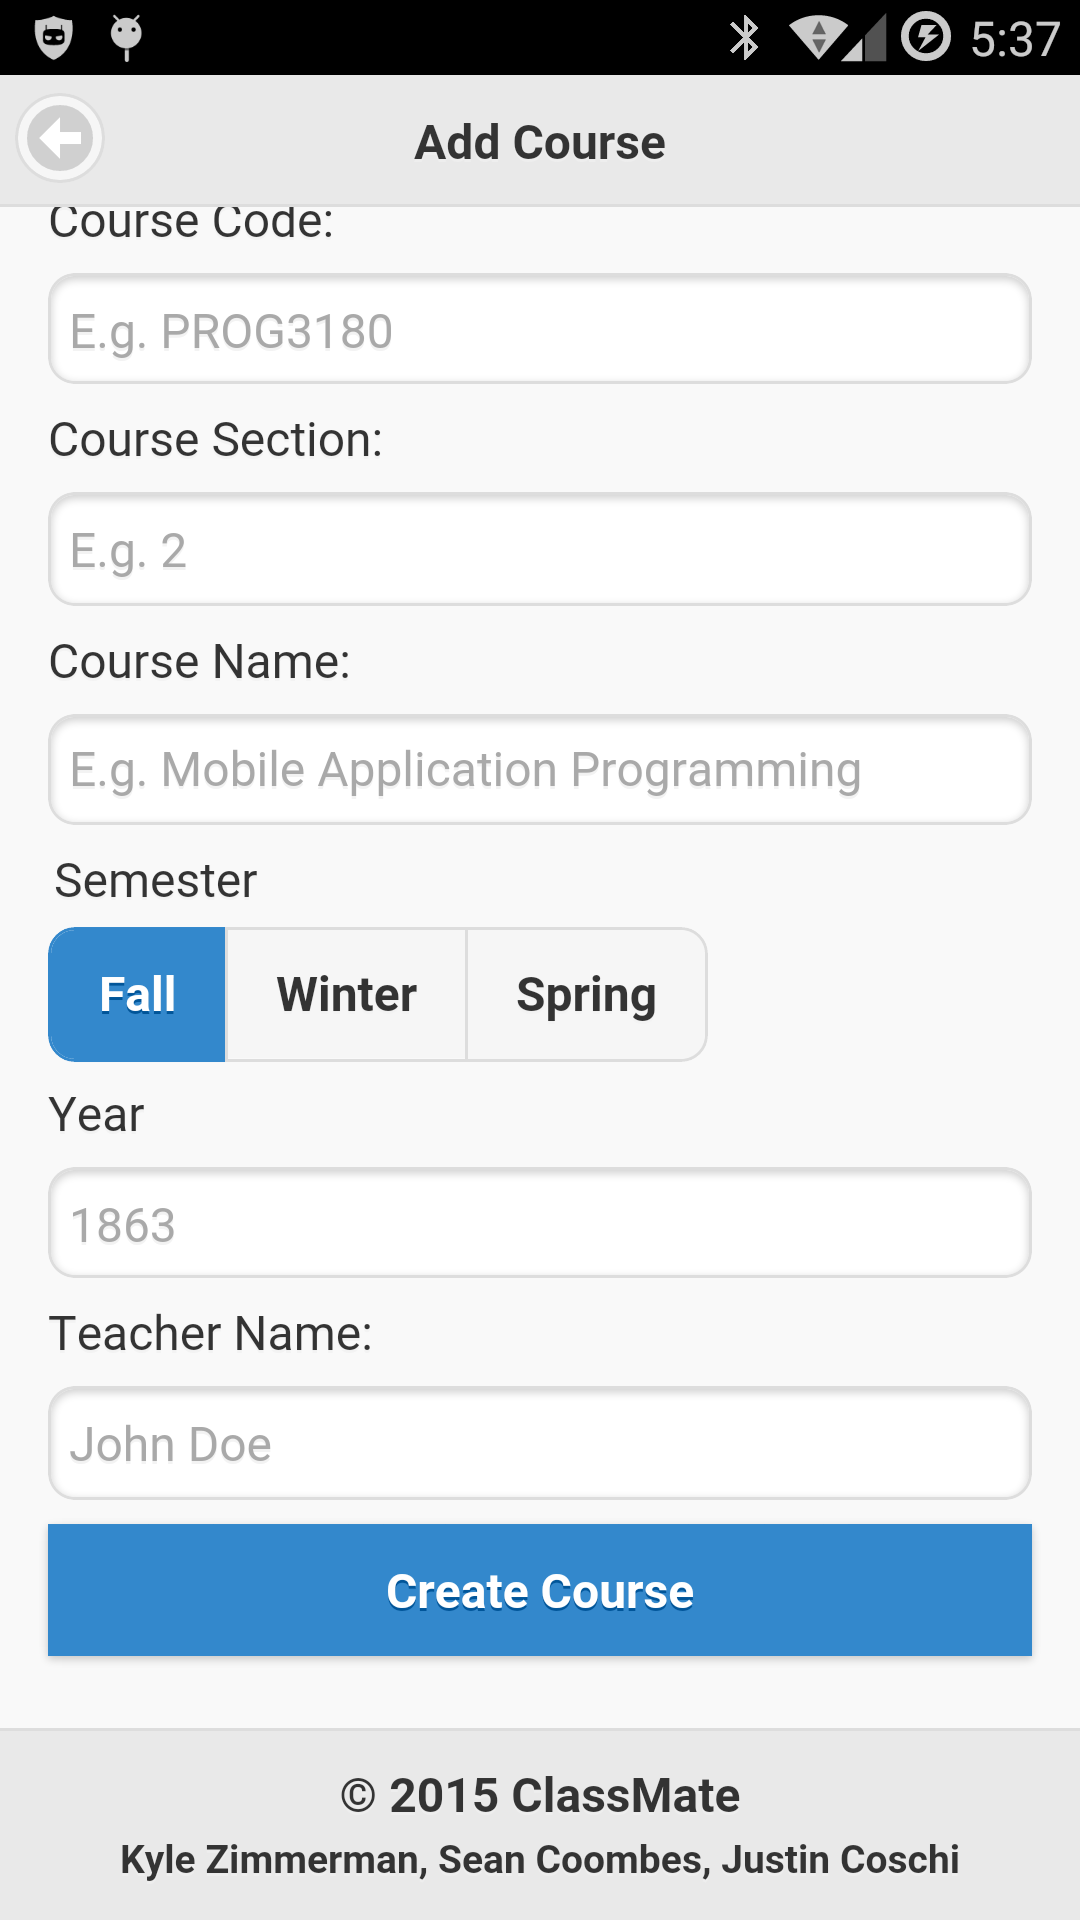 5:37
Add Course
Course Code:
E.g. PROG3180
Course Section:
E.g. 2
Course Name:
E.g. Mobile Application Programming
Semester
Fall Winter Spring
Year
1863
Teacher Name:
John Doe
Create Course
© 2015 ClassMate
Kyle Zimmerman, Sean Coombes, Justin Coschi